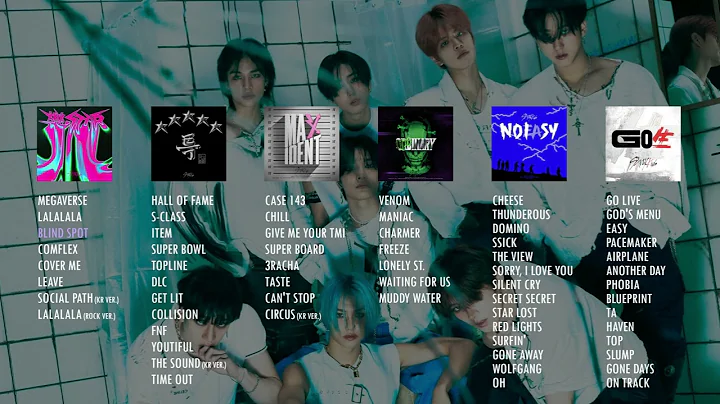 MEGAVERSE
LALALALA
BLIND SPOT
COMFLEX
COVER ME
LEAVE
SOCIAL PATH (KR VER.)
LALALALA (ROCK VER.)
HALL OF FAME
S-CLASS
ITEM
SUPER BOWL
TOPLINE
DLC
GET LIT
COLLISION
FNF
YOUTIFUL
THE SOUND (KR VER.)
TIME OUT
MAXIDENT
CASE 143
CHILL
GIVE ME YOUR TMI
SUPER BOARD
3RACHA
TASTE
CAN'T STOP
CIRCUS (KR VER.)
ODDINARY
VENOM
MANIAC
CHARMER
FREEZE
LONELY ST.
WAITING FOR US
MUDDY WATER
NOEASY
CHEESE
THUNDEROUS
DOMINO
SSICK
THE VIEW
SORRY, I LOVE YOU
SILENT CRY
SECRET SECRET
STAR LOST
RED LIGHTS
SURFIN'
GONE AWAY
WOLFGANG
OH
GO生
GO LIVE
GOD'S MENU
EASY
PACEMAKER
AIRPLANE
ANOTHER DAY
PHOBIA
BLUEPRINT
TA
HAVEN
TOP
SLUMP
GONE DAYS
ON TRACK